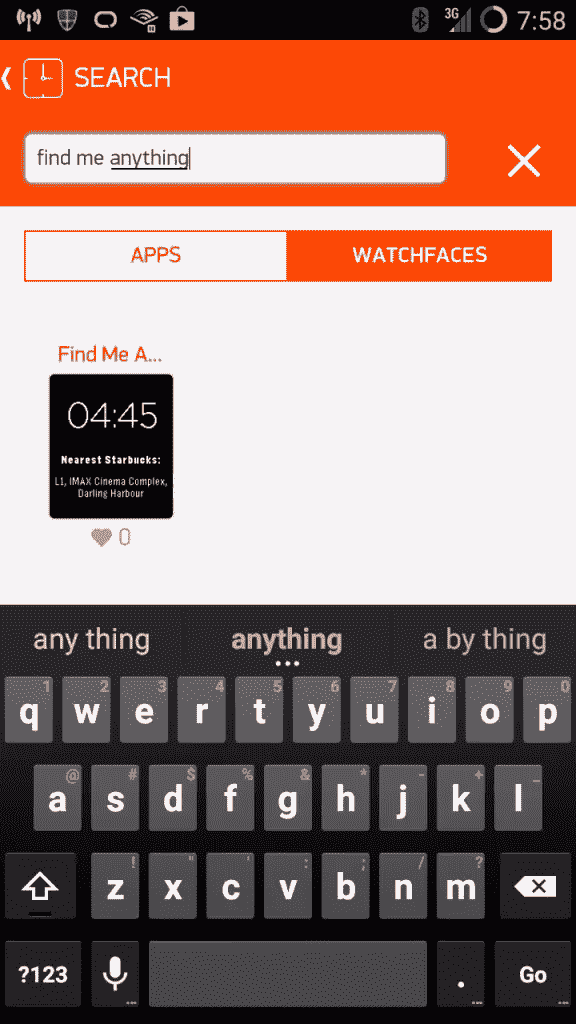 3G 7:58
SEARCH
find me anything
APPS WATCHFACES
Find Me A...
04:45
Nearest Starbucks:
L1, IMAX Cinema Complex,
Darling Harbour
0
any thing anything a by thing
1 2 3 4 5 6 7 8 9 0
q w e r t y u i o p
@ # $ % & * - + _
a s d f g h j k l
! " ' : ; / ?
z x c v b n m
?123 . Go